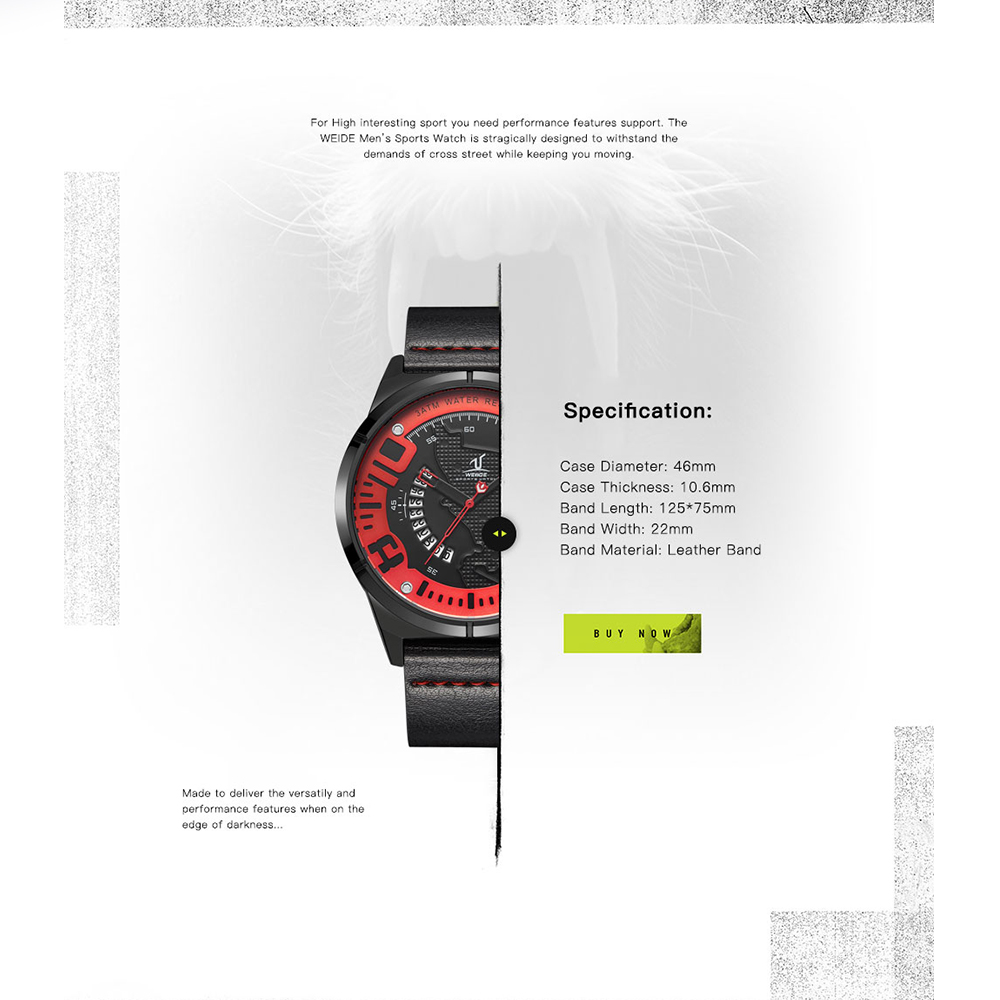 For High interesting sport you need performance features support. The
WEIDE Men's Sports Watch is stragically designed to withstand the
demands of cross street while keeping you moving.
3ATM WATER RE
55
60
WEIDE
45
35
Specification:
Case Diameter: 46mm
Case Thickness: 10.6mm
Band Length: 125*75mm
Band Width: 22mm
Band Material: Leather Band
BUY NOW
Made to deliver the versatily and
performance features when on the
edge of darkness...